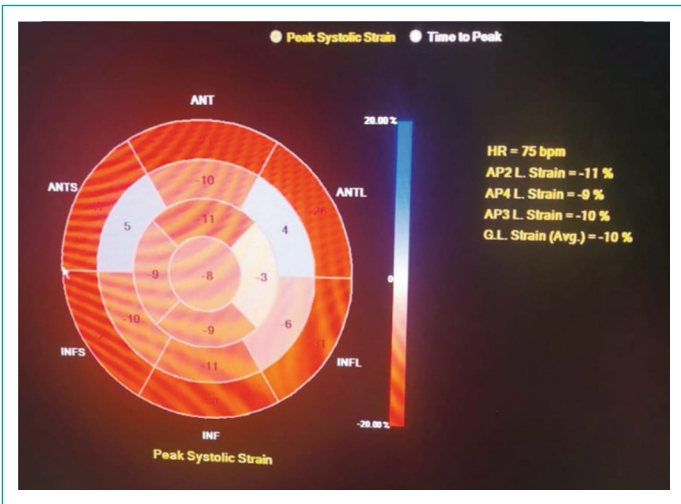 Peak Systolic Strain Time to Peak
ANT
20.00 %
HR = 75 bpm
AP2 L. Strain = -11 %
AP4 L. Strain = -9 %
AP3 L. Strain = -10 %
G.L. Strain (Avg.) = -10 %
ANTS
ANTL
-10
-26
-11
5
4
9
-8
-3
0
-10
-9
-6
-31
INFS
-11
INFL
INF
-20.00 %
Peak Systolic Strain